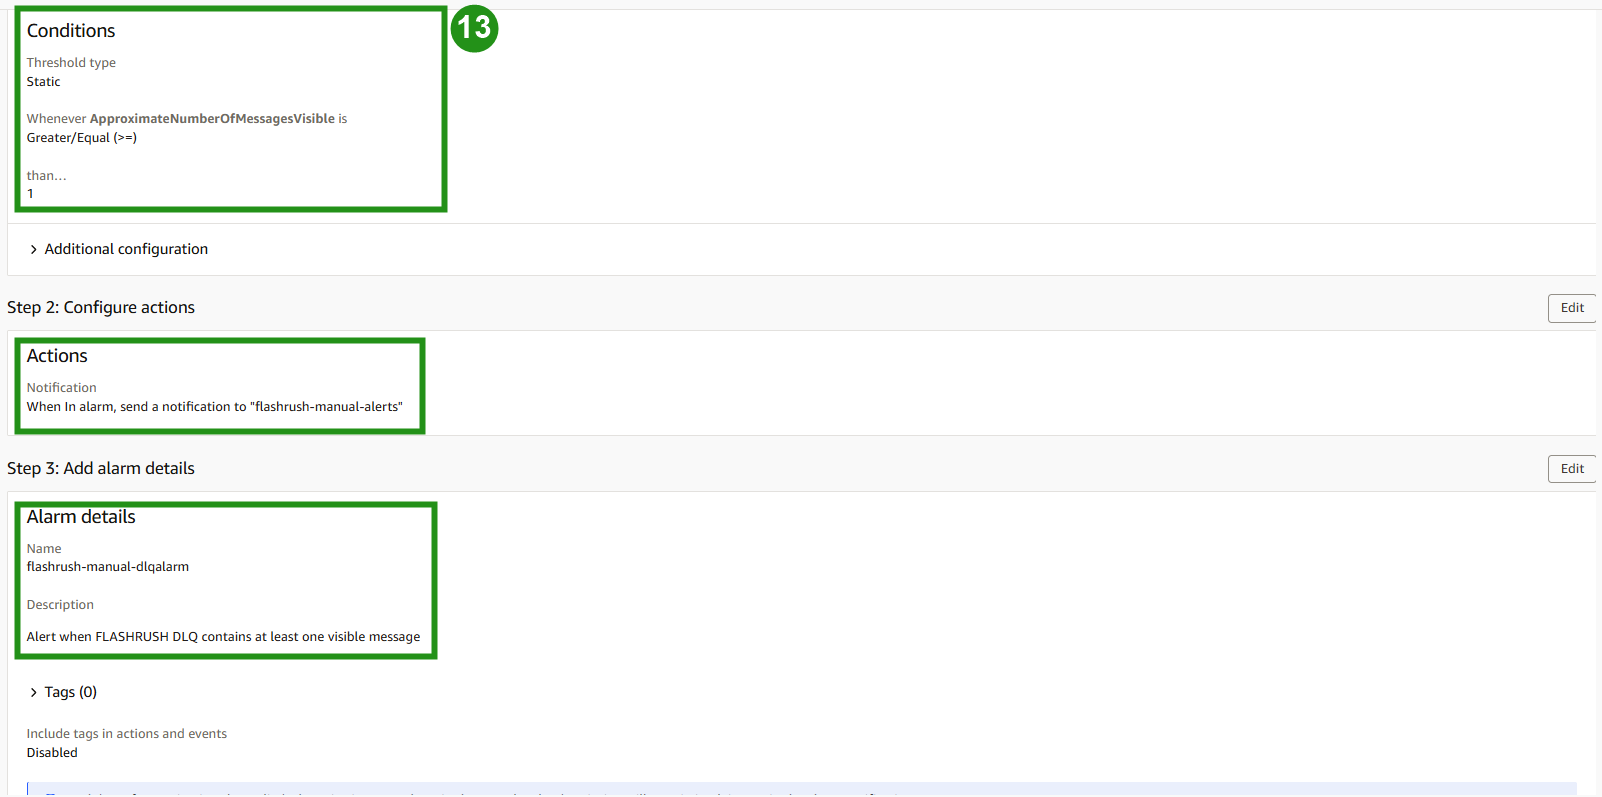 Conditions
13
Threshold type
Static
Whenever ApproximateNumberOfMessagesVisible is
Greater/Equal (>=)
than...
1
Additional configuration
Step 2: Configure actions
Edit
Actions
Notification
When In alarm, send a notification to "flashrush-manual-alerts"
Step 3: Add alarm details
Edit
Alarm details
Name
flashrush-manual-dlqalarm
Description
Alert when FLASHRUSH DLQ contains at least one visible message
Tags (0)
Include tags in actions and events
Disabled